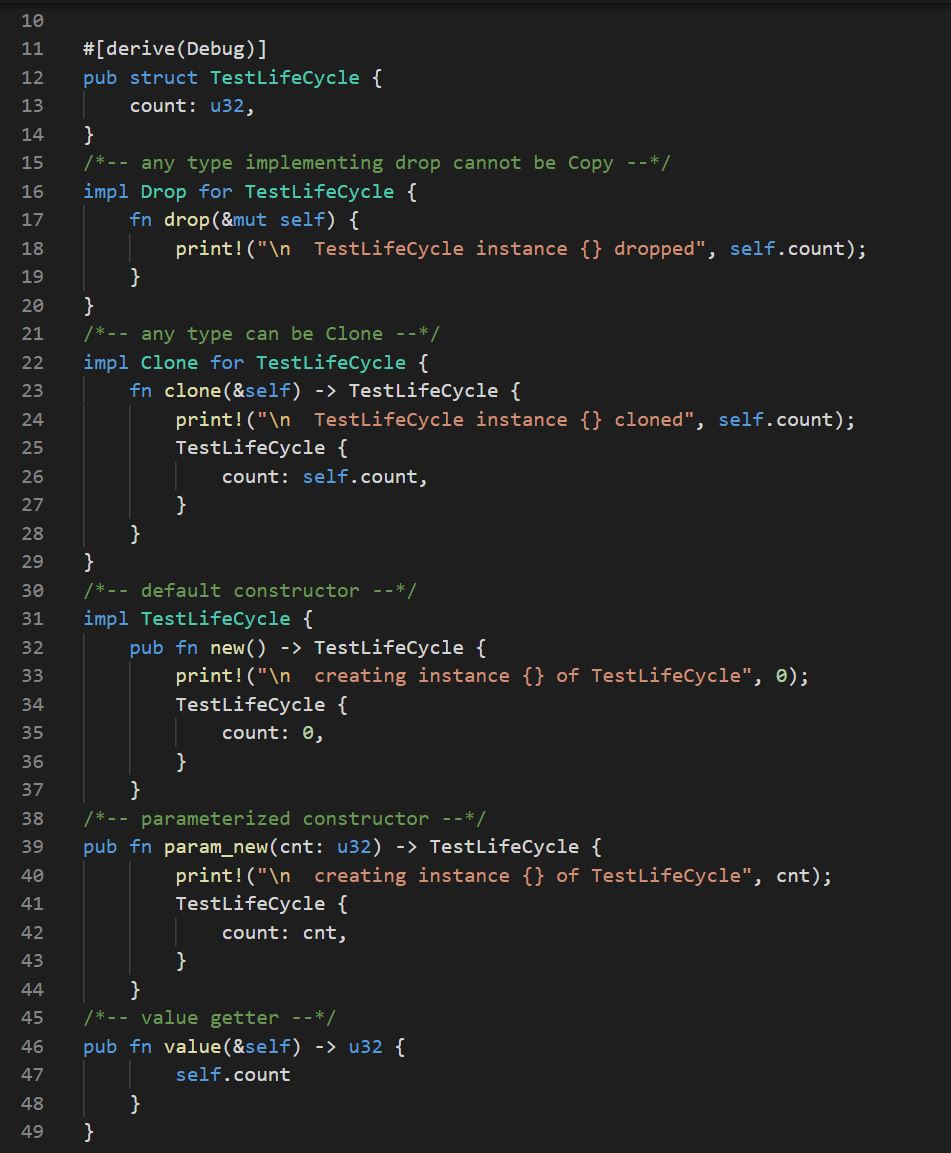 10
11 #[derive(Debug)]
12 pub struct TestLifeCycle {
13     count: u32,
14 }
15 /*-- any type implementing drop cannot be Copy --*/
16 impl Drop for TestLifeCycle {
17     fn drop(&mut self) {
18         print!("\n  TestLifeCycle instance {} dropped", self.count);
19     }
20 }
21 /*-- any type can be Clone --*/
22 impl Clone for TestLifeCycle {
23     fn clone(&self) -> TestLifeCycle {
24         print!("\n  TestLifeCycle instance {} cloned", self.count);
25         TestLifeCycle {
26             count: self.count,
27         }
28     }
29 }
30 /*-- default constructor --*/
31 impl TestLifeCycle {
32     pub fn new() -> TestLifeCycle {
33         print!("\n  creating instance {} of TestLifeCycle", 0);
34         TestLifeCycle {
35             count: 0,
36         }
37     }
38 /*-- parameterized constructor --*/
39 pub fn param_new(cnt: u32) -> TestLifeCycle {
40         print!("\n  creating instance {} of TestLifeCycle", cnt);
41         TestLifeCycle {
42             count: cnt,
43         }
44     }
45 /*-- value getter --*/
46 pub fn value(&self) -> u32 {
47         self.count
48     }
49 }